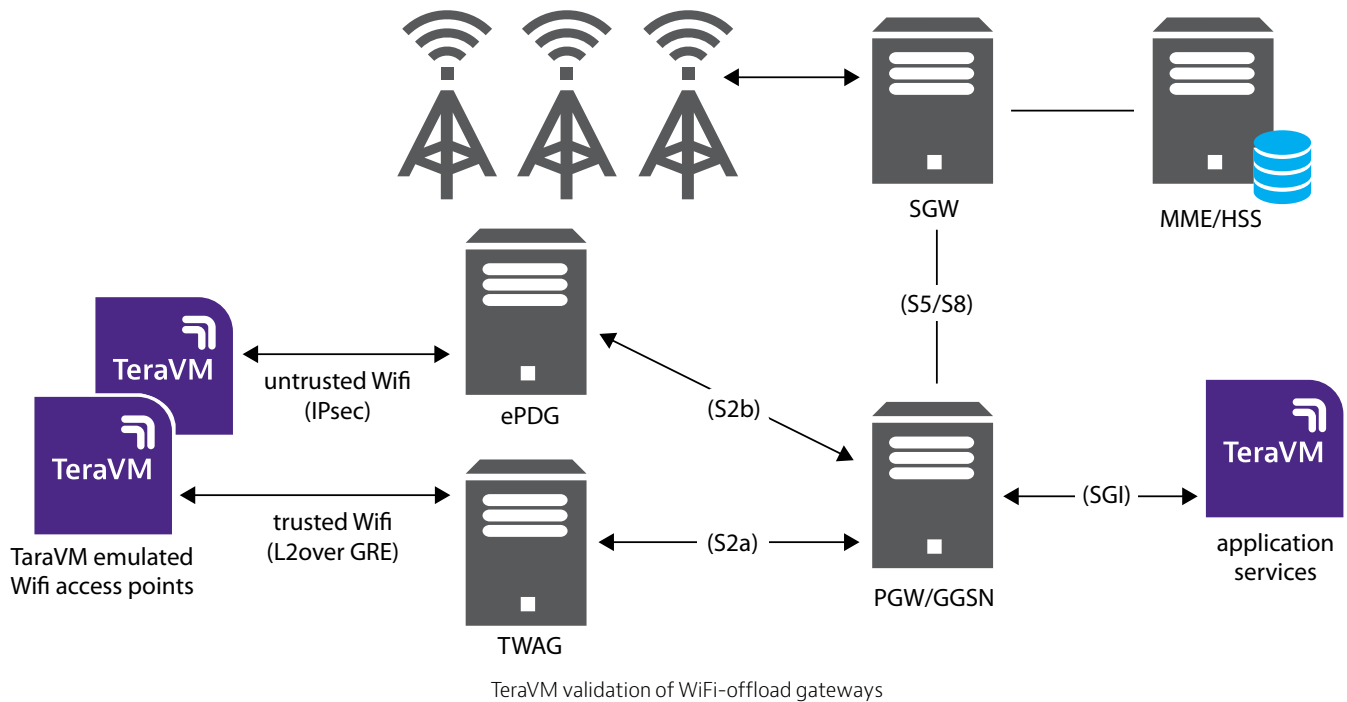 SGW
MME/HSS
(S5/S8)
TeraVM
untrusted Wifi
(IPsec)
ePDG
(S2b)
TeraVM
TeraVM
trusted Wifi
(L2over GRE)
(S2a)
(SGI)
TaraVM emulated
Wifi access points
TWAG
PGW/GGSN
application
services
TeraVM validation of WiFi-offload gateways